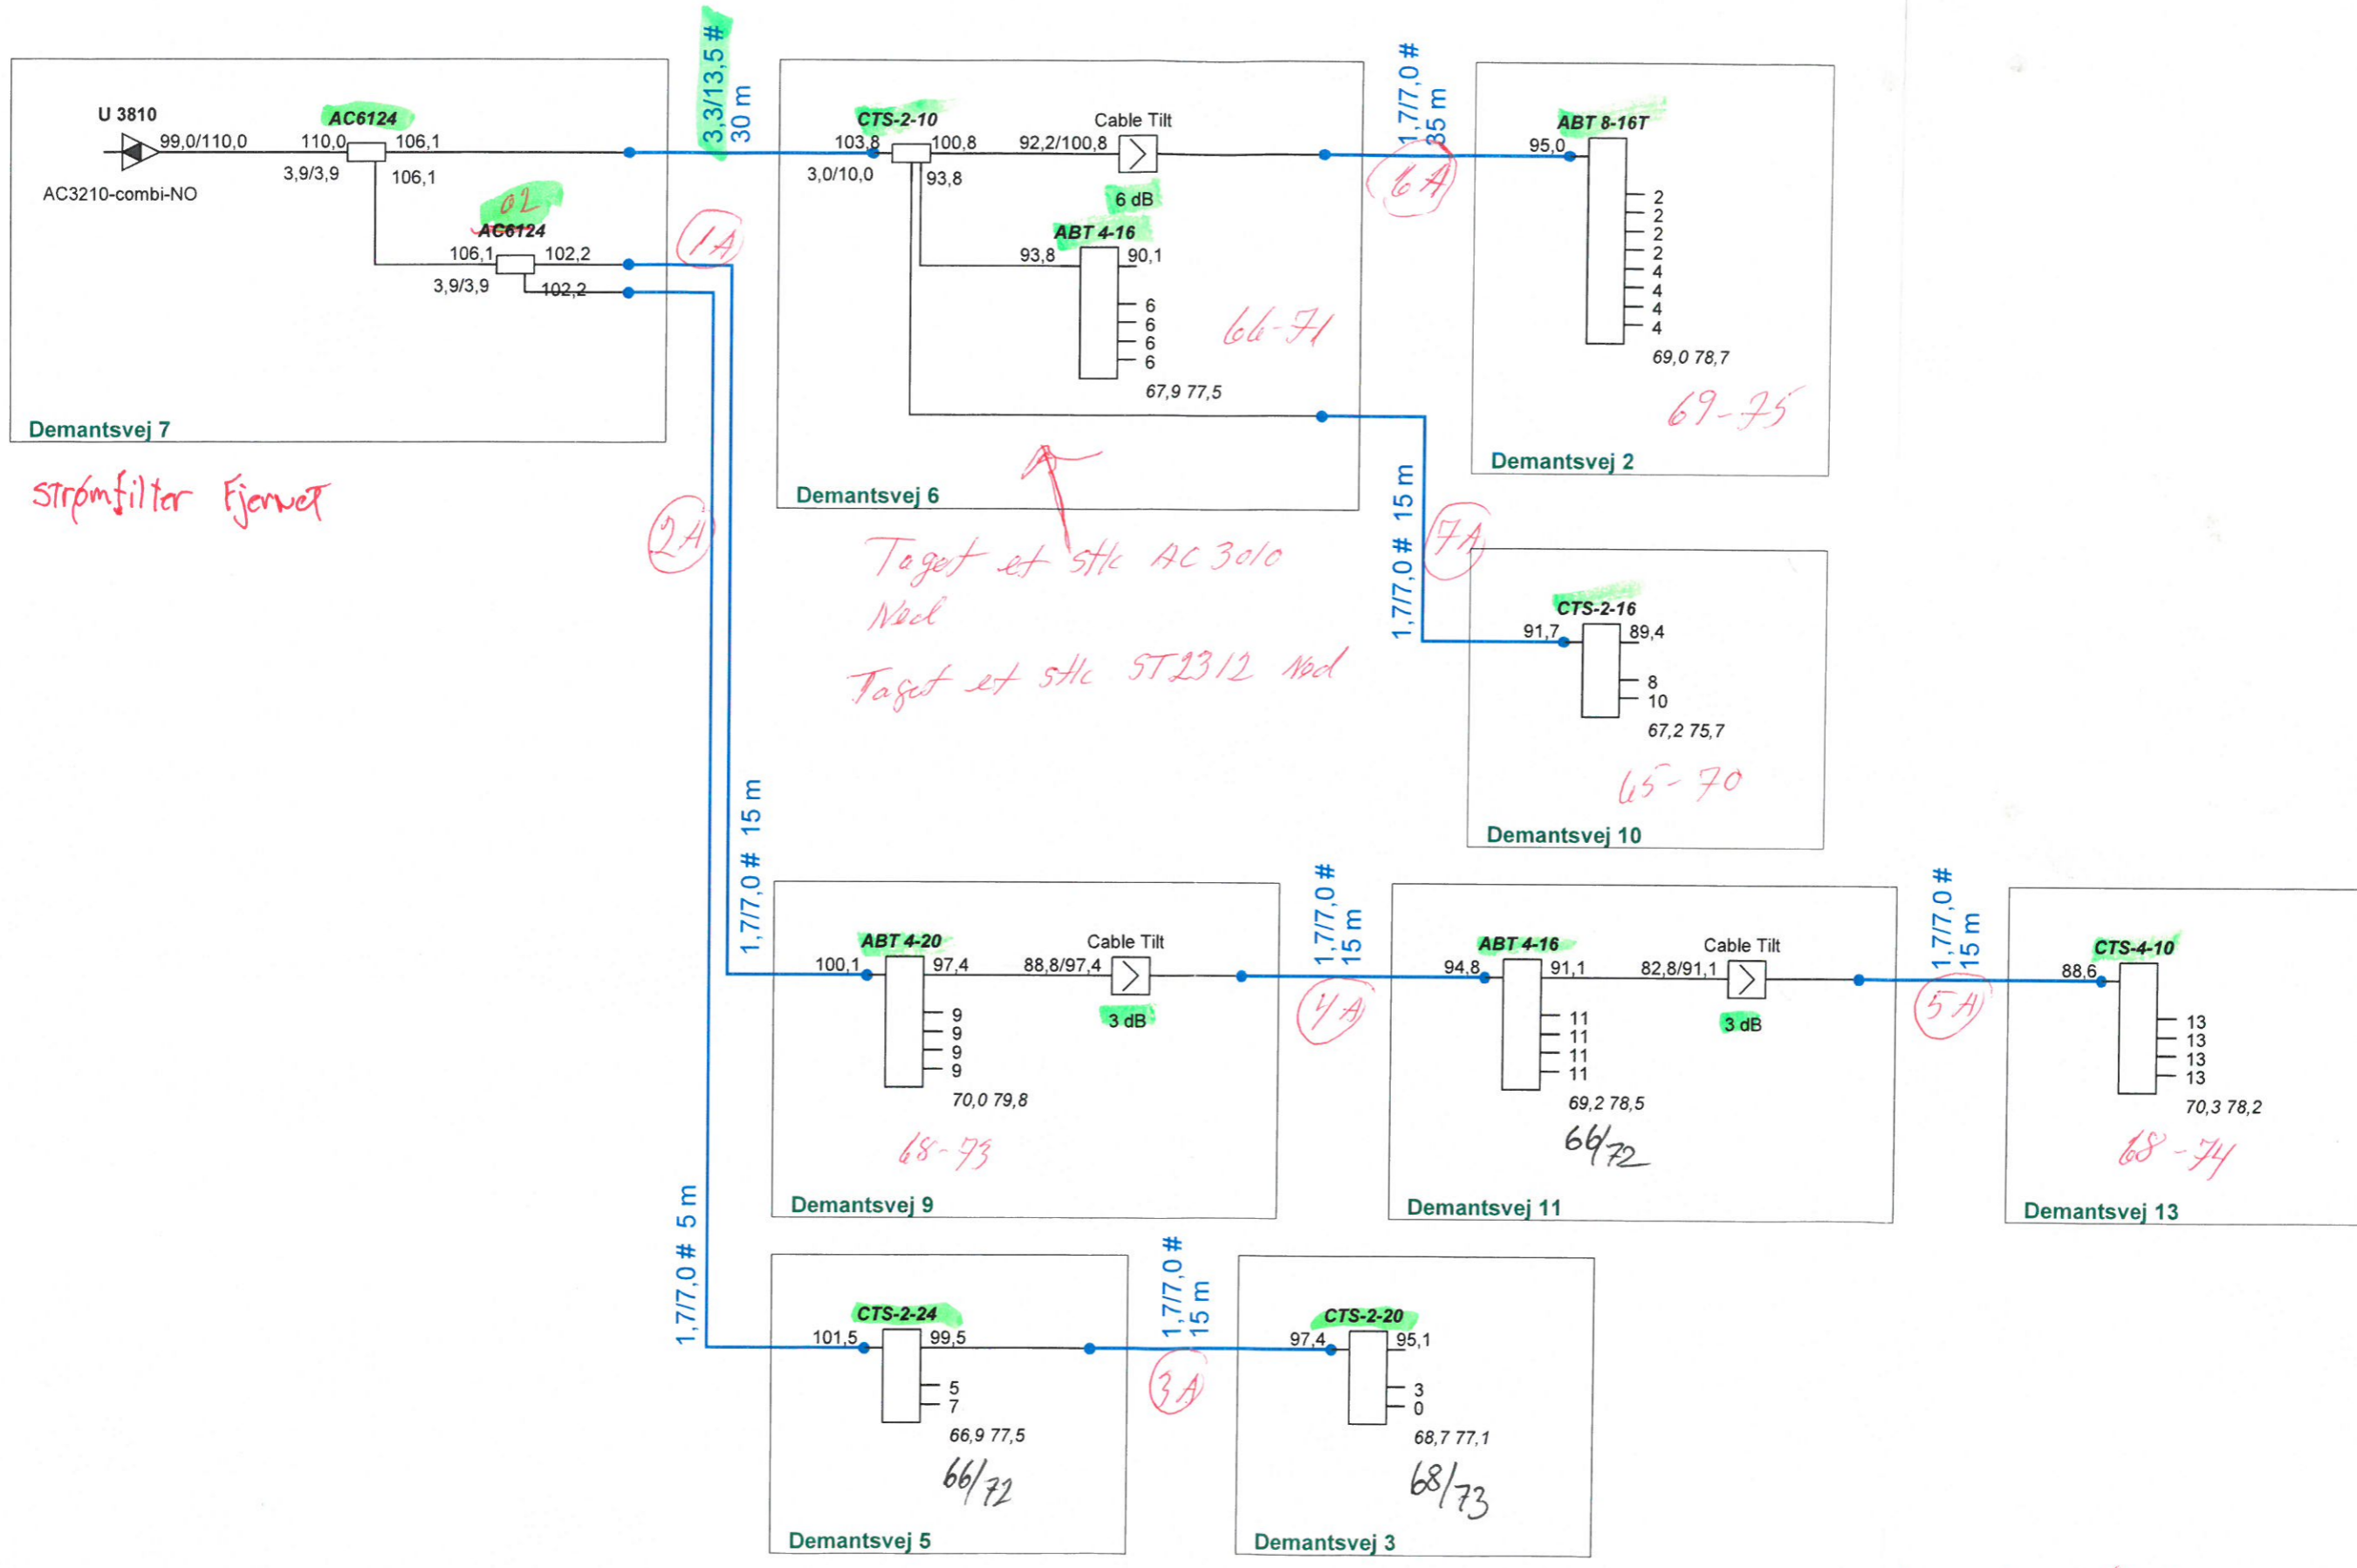 U 3810
99,0/110,0
AC3210-combi-NO
AC6124
110,0
106,1
3,9/3,9
106,1
02
AC6124
106,1
102,2
3,9/3,9
102,2
Demantsvej 7
strømfilter Fjernet
3,3/13,5 #
30 m
1A
2A
CTS-2-10
103,8
100,8
3,0/10,0
93,8
92,2/100,8
Cable Tilt
6 dB
ABT 4-16
93,8
90,1
6
6
6
6
67,9 77,5
66-71
Demantsvej 6
Taget et stk AC 3010
Ned
Taget et stk ST2312 Ned
1,7/7,0 #
35 m
6A
ABT 8-16T
95,0
2
2
2
2
4
4
4
4
69,0 78,7
69-75
Demantsvej 2
1,7/7,0 # 15 m
7A
CTS-2-16
91,7
89,4
8
10
67,2 75,7
65-70
Demantsvej 10
1,7/7,0 # 15 m
ABT 4-20
100,1
97,4
88,8/97,4
Cable Tilt
3 dB
9
9
9
9
70,0 79,8
68-73
Demantsvej 9
1,7/7,0 #
15 m
4A
ABT 4-16
94,8
91,1
82,8/91,1
Cable Tilt
3 dB
11
11
11
11
69,2 78,5
66/72
Demantsvej 11
1,7/7,0 #
15 m
5A
CTS-4-10
88,6
13
13
13
13
70,3 78,2
68-74
Demantsvej 13
1,7/7,0 # 5 m
CTS-2-24
101,5
99,5
5
7
66,9 77,5
66/72
Demantsvej 5
1,7/7,0 #
15 m
3A
CTS-2-20
97,4
95,1
3
0
68,7 77,1
68/73
Demantsvej 3